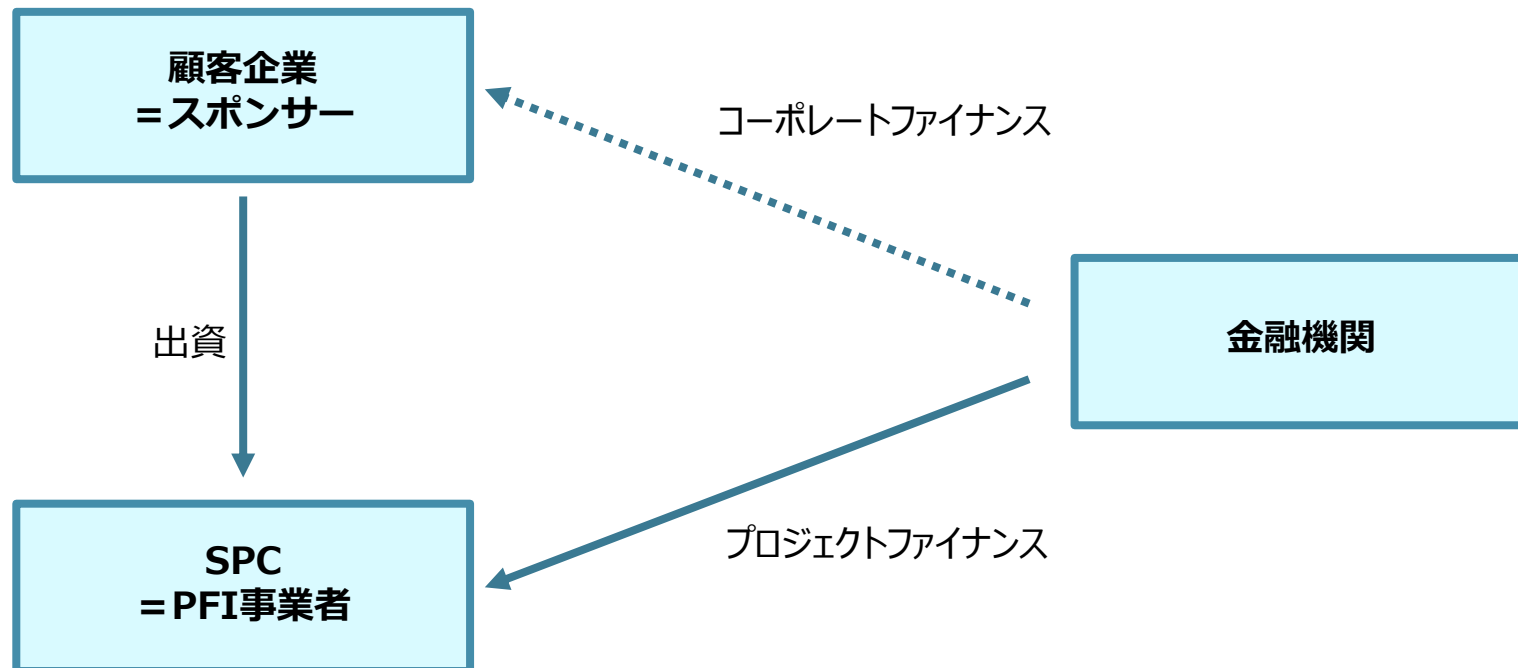 顧客企業
=スポンサー
コーポレートファイナンス
出資
金融機関
プロジェクトファイナンス
SPC
=PFI事業者